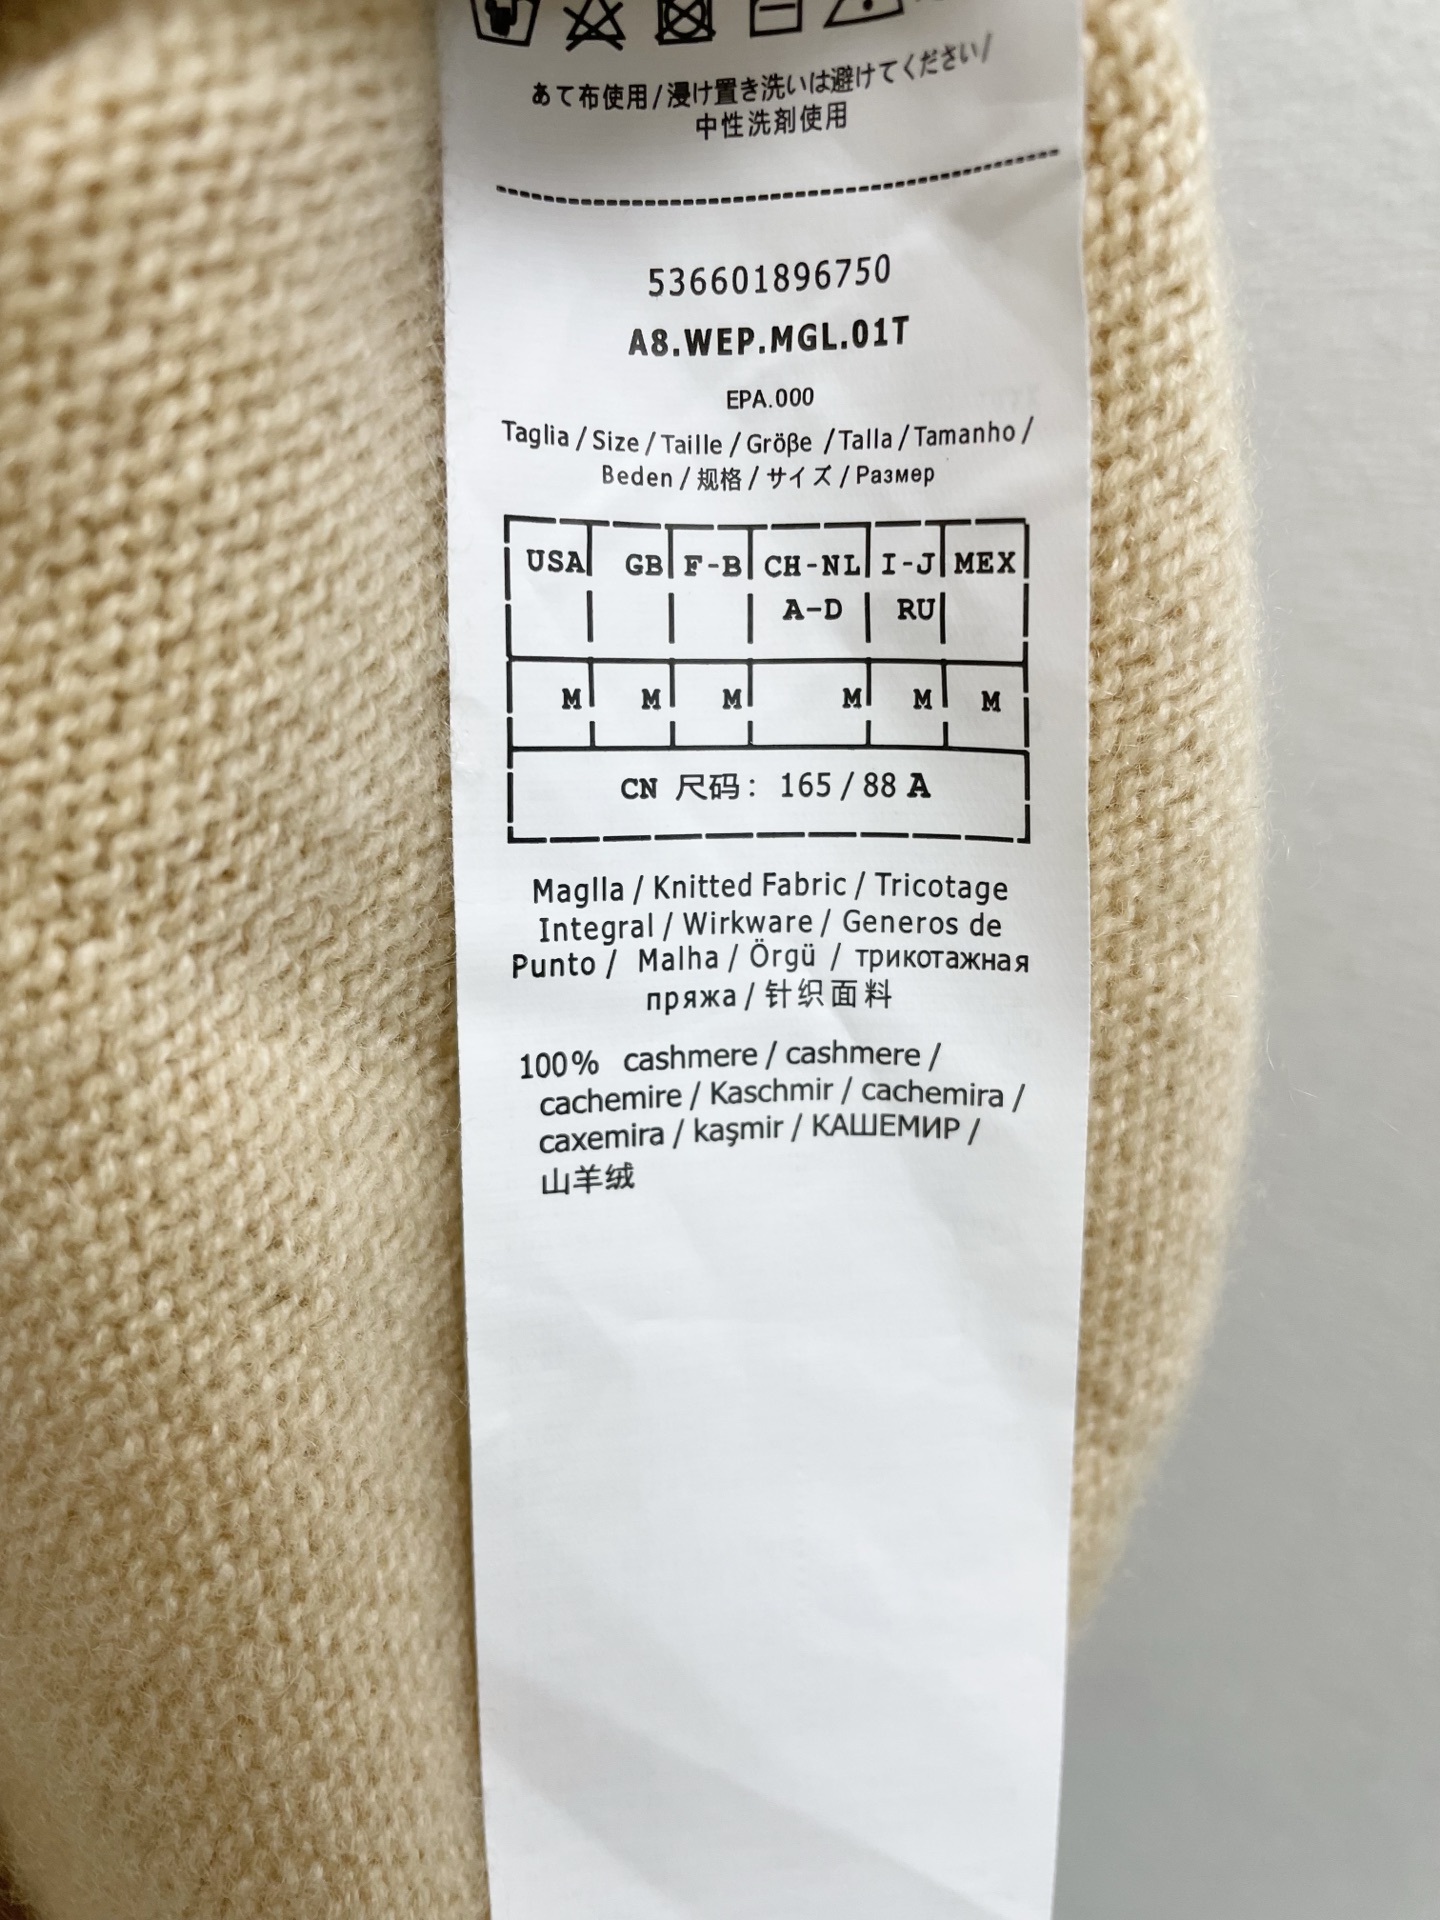 あて布使用/浸け置き洗いは避けてください/
中性洗剤使用
536601896750
A8.WEP.MGL.01T
EPA.000
Taglia / Size / Taille / Größe / Talla / Tamanho /
Beden / 规格 / サイズ / Размер
USA GB F-B CH-NL I-J MEX
A-D RU
M M M M M M
CN 尺码: 165 / 88 A
Maglla / Knitted Fabric / Tricotage
Integral / Wirkware / Generos de
Punto / Malha / Örgü / трикотажная
пряжа / 针织面料
100% cashmere / cashmere /
cachemire / Kaschmir / cachemira /
caxemira / kaşmir / КАШЕМИР /
山羊绒